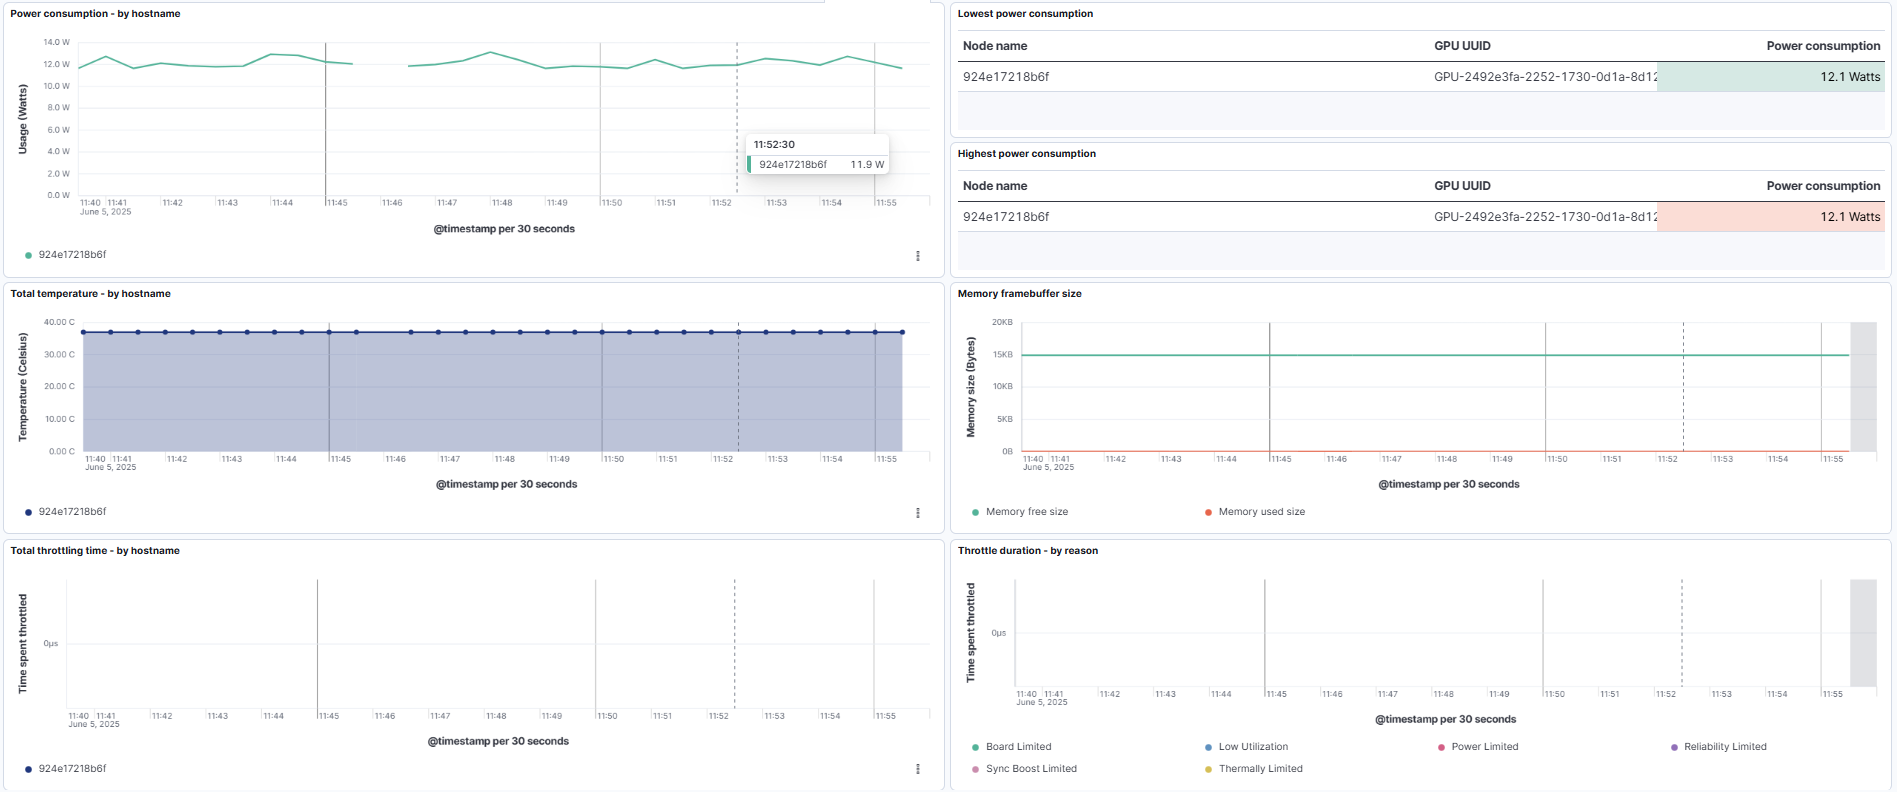 Power consumption - by hostname
14.0 W
12.0 W
10.0 W
8.0 W
6.0 W
4.0 W
2.0 W
0.0 W
Usage (Watts)
11:52:30
924e17218b6f 11.9 W
11:40 11:41 11:42 11:43 11:44 11:45 11:46 11:47 11:48 11:49 11:50 11:51 11:52 11:53 11:54 11:55
June 5, 2025
@timestamp per 30 seconds
924e17218b6f
Lowest power consumption
Node name GPU UUID Power consumption
924e17218b6f GPU-2492e3fa-2252-1730-0d1a-8d12 12.1 Watts
Highest power consumption
Node name GPU UUID Power consumption
924e17218b6f GPU-2492e3fa-2252-1730-0d1a-8d12 12.1 Watts
Total temperature - by hostname
40.00 C
30.00 C
20.00 C
10.00 C
0.00 C
Temperature (Celsius)
11:40 11:41 11:42 11:43 11:44 11:45 11:46 11:47 11:48 11:49 11:50 11:51 11:52 11:53 11:54 11:55
June 5, 2025
@timestamp per 30 seconds
924e17218b6f
Memory framebuffer size
20KB
15KB
10KB
5KB
0B
Memory size (Bytes)
11:40 11:41 11:42 11:43 11:44 11:45 11:46 11:47 11:48 11:49 11:50 11:51 11:52 11:53 11:54 11:55
June 5, 2025
@timestamp per 30 seconds
Memory free size Memory used size
Total throttling time - by hostname
0μs
Time spent throttled
11:40 11:41 11:42 11:43 11:44 11:45 11:46 11:47 11:48 11:49 11:50 11:51 11:52 11:53 11:54 11:55
June 5, 2025
@timestamp per 30 seconds
924e17218b6f
Throttle duration - by reason
0μs
Time spent throttled
11:40 11:41 11:42 11:43 11:44 11:45 11:46 11:47 11:48 11:49 11:50 11:51 11:52 11:53 11:54 11:55
June 5, 2025
@timestamp per 30 seconds
Board Limited Low Utilization Power Limited Reliability Limited
Sync Boost Limited Thermally Limited